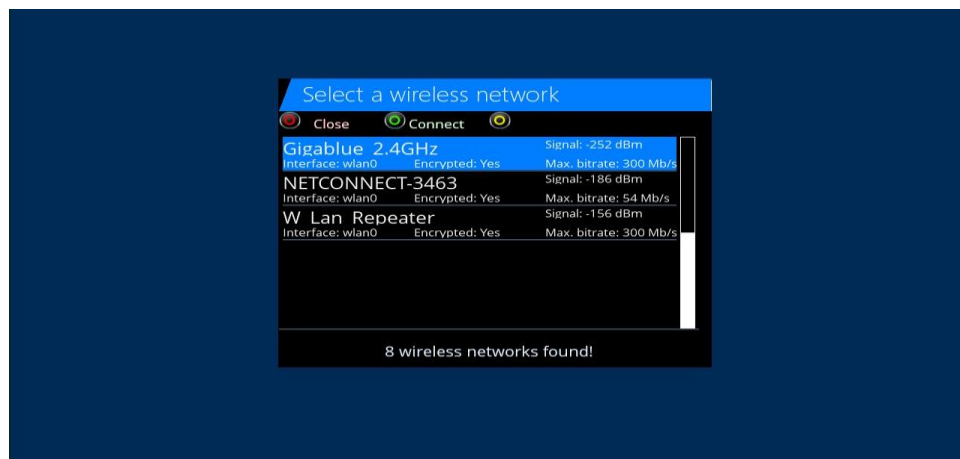 Select a wireless network
Close Connect
Gigablue 2.4GHz Signal: -252 dBm
Interface: wlan0 Encrypted: Yes Max. bitrate: 300 Mb/s
NETCONNECT-3463 Signal: -186 dBm
Interface: wlan0 Encrypted: Yes Max. bitrate: 54 Mb/s
W Lan Repeater Signal: -156 dBm
Interface: wlan0 Encrypted: Yes Max. bitrate: 300 Mb/s
8 wireless networks found!